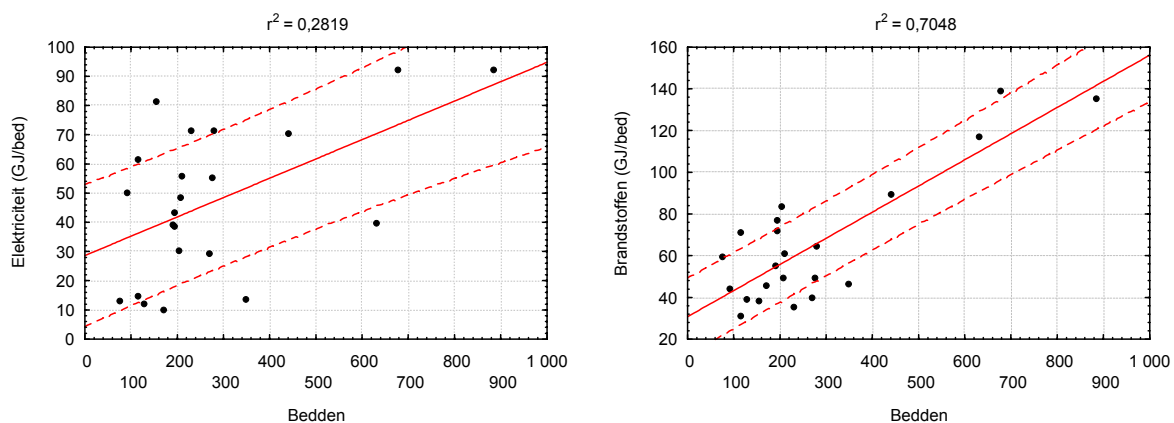 r² = 0,2819
Elektriciteit (GJ/bed)
100
90
80
70
60
50
40
30
20
10
0
0 200 400 600 800 1 000
100 300 500 700 900
Bedden
r² = 0,7048
Brandstoffen (GJ/bed)
160
140
120
100
80
60
40
20
0 200 400 600 800 1 000
100 300 500 700 900
Bedden